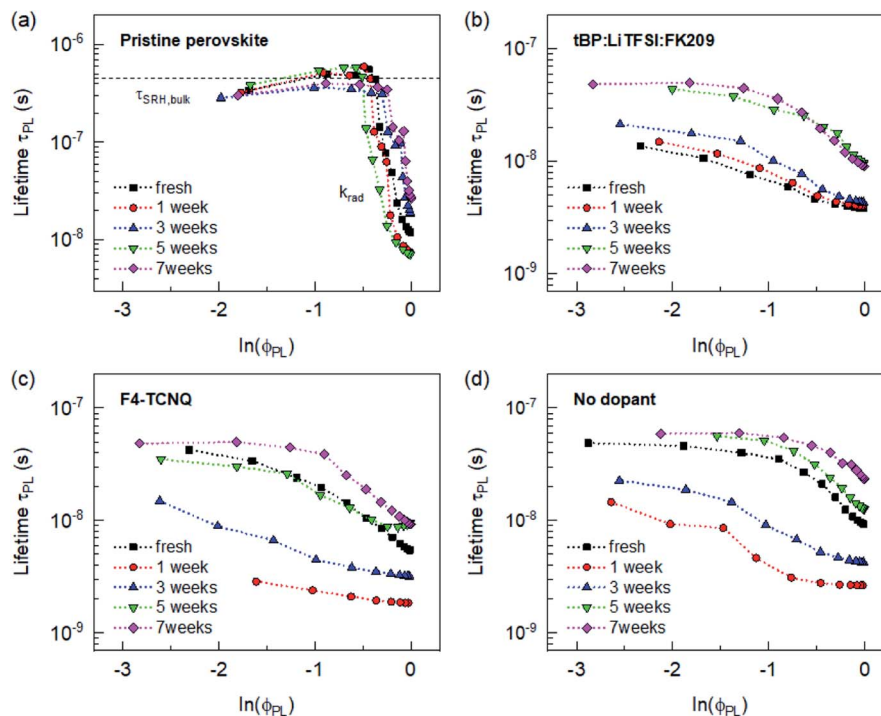 (a)
Pristine perovskite
10⁻⁶
10⁻⁷
10⁻⁸
Lifetime τPL (s)
τSRH,bulk
krad
fresh
1 week
3 weeks
5 weeks
7weeks
-3 -2 -1 0
ln(ϕPL)
(b)
tBP:LiTFSI:FK209
10⁻⁷
10⁻⁸
10⁻⁹
Lifetime τPL (s)
fresh
1 week
3 weeks
5 weeks
7weeks
-3 -2 -1 0
ln(ϕPL)
(c)
F4-TCNQ
10⁻⁷
10⁻⁸
10⁻⁹
Lifetime τPL (s)
fresh
1 week
3 weeks
5 weeks
7weeks
-3 -2 -1 0
ln(ϕPL)
(d)
No dopant
10⁻⁷
10⁻⁸
10⁻⁹
Lifetime τPL (s)
fresh
1 week
3 weeks
5 weeks
7weeks
-3 -2 -1 0
ln(ϕPL)